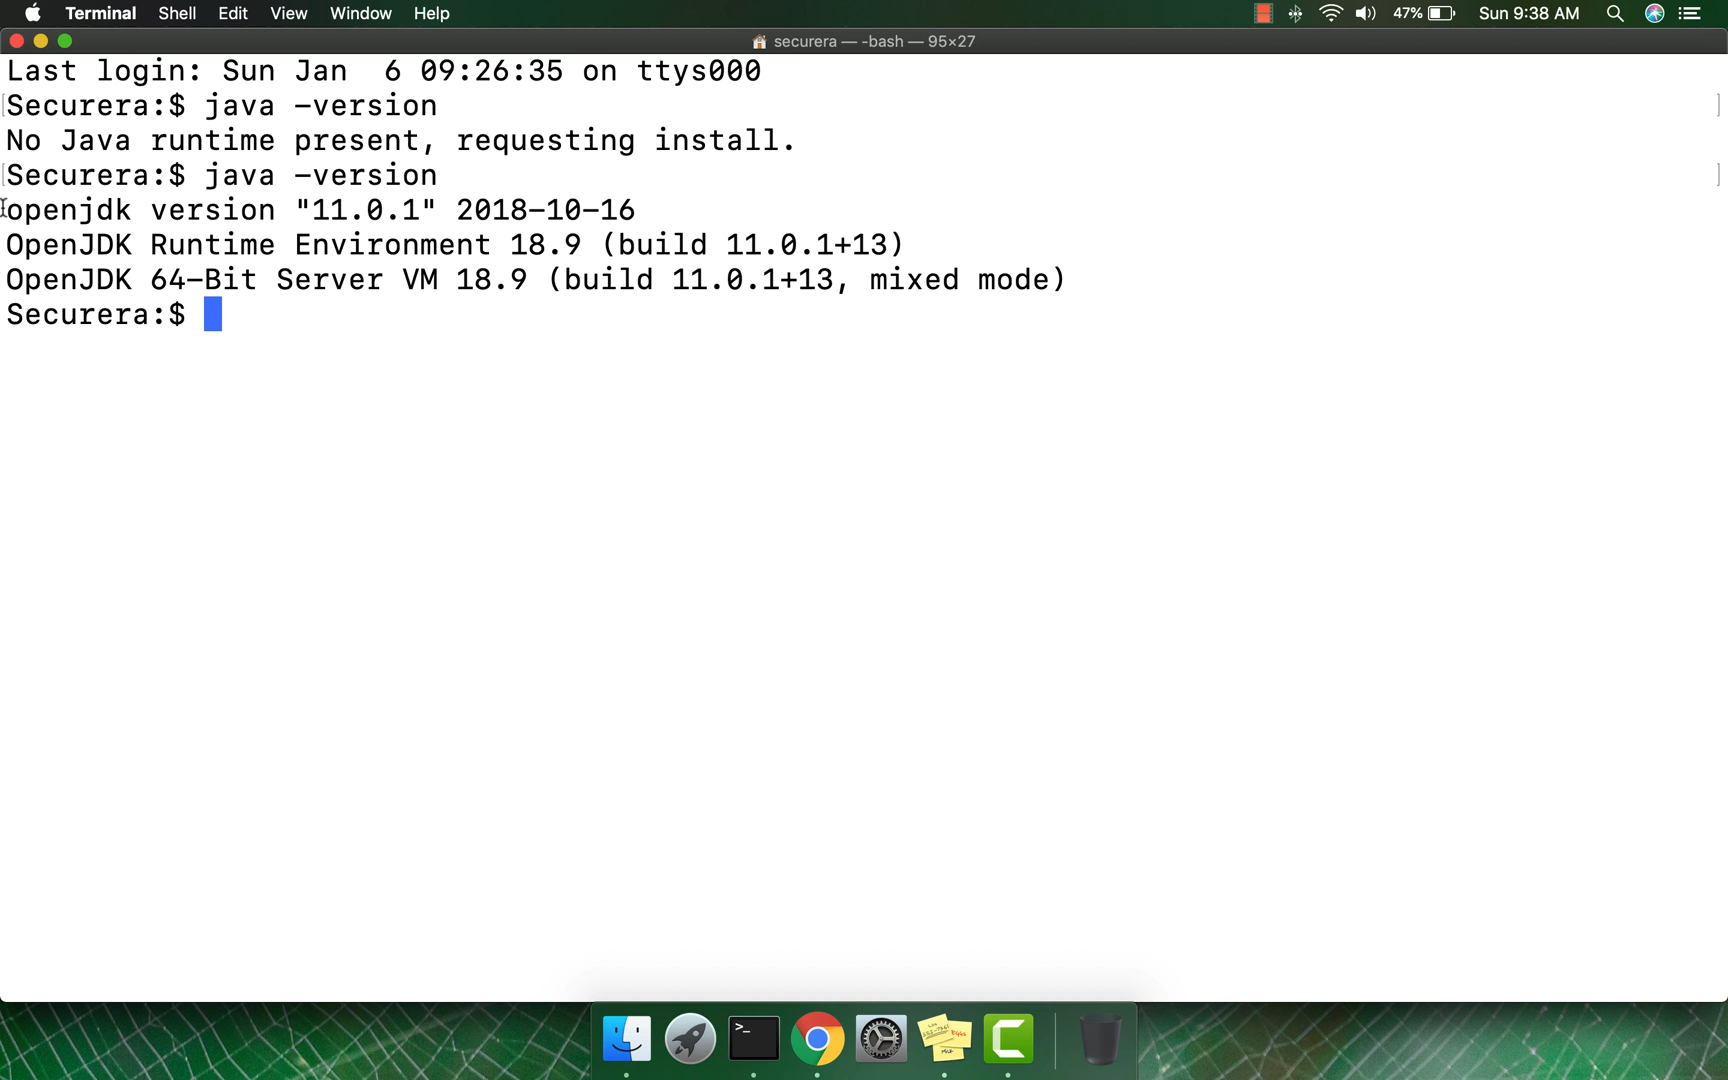 Terminal Shell Edit View Window Help 47% Sun 9:38 AM
securera — -bash — 95×27
Last login: Sun Jan  6 09:26:35 on ttys000
[Securera:$ java -version ]
No Java runtime present, requesting install.
[Securera:$ java -version ]
openjdk version "11.0.1" 2018-10-16
OpenJDK Runtime Environment 18.9 (build 11.0.1+13)
OpenJDK 64-Bit Server VM 18.9 (build 11.0.1+13, mixed mode)
Securera:$
>_